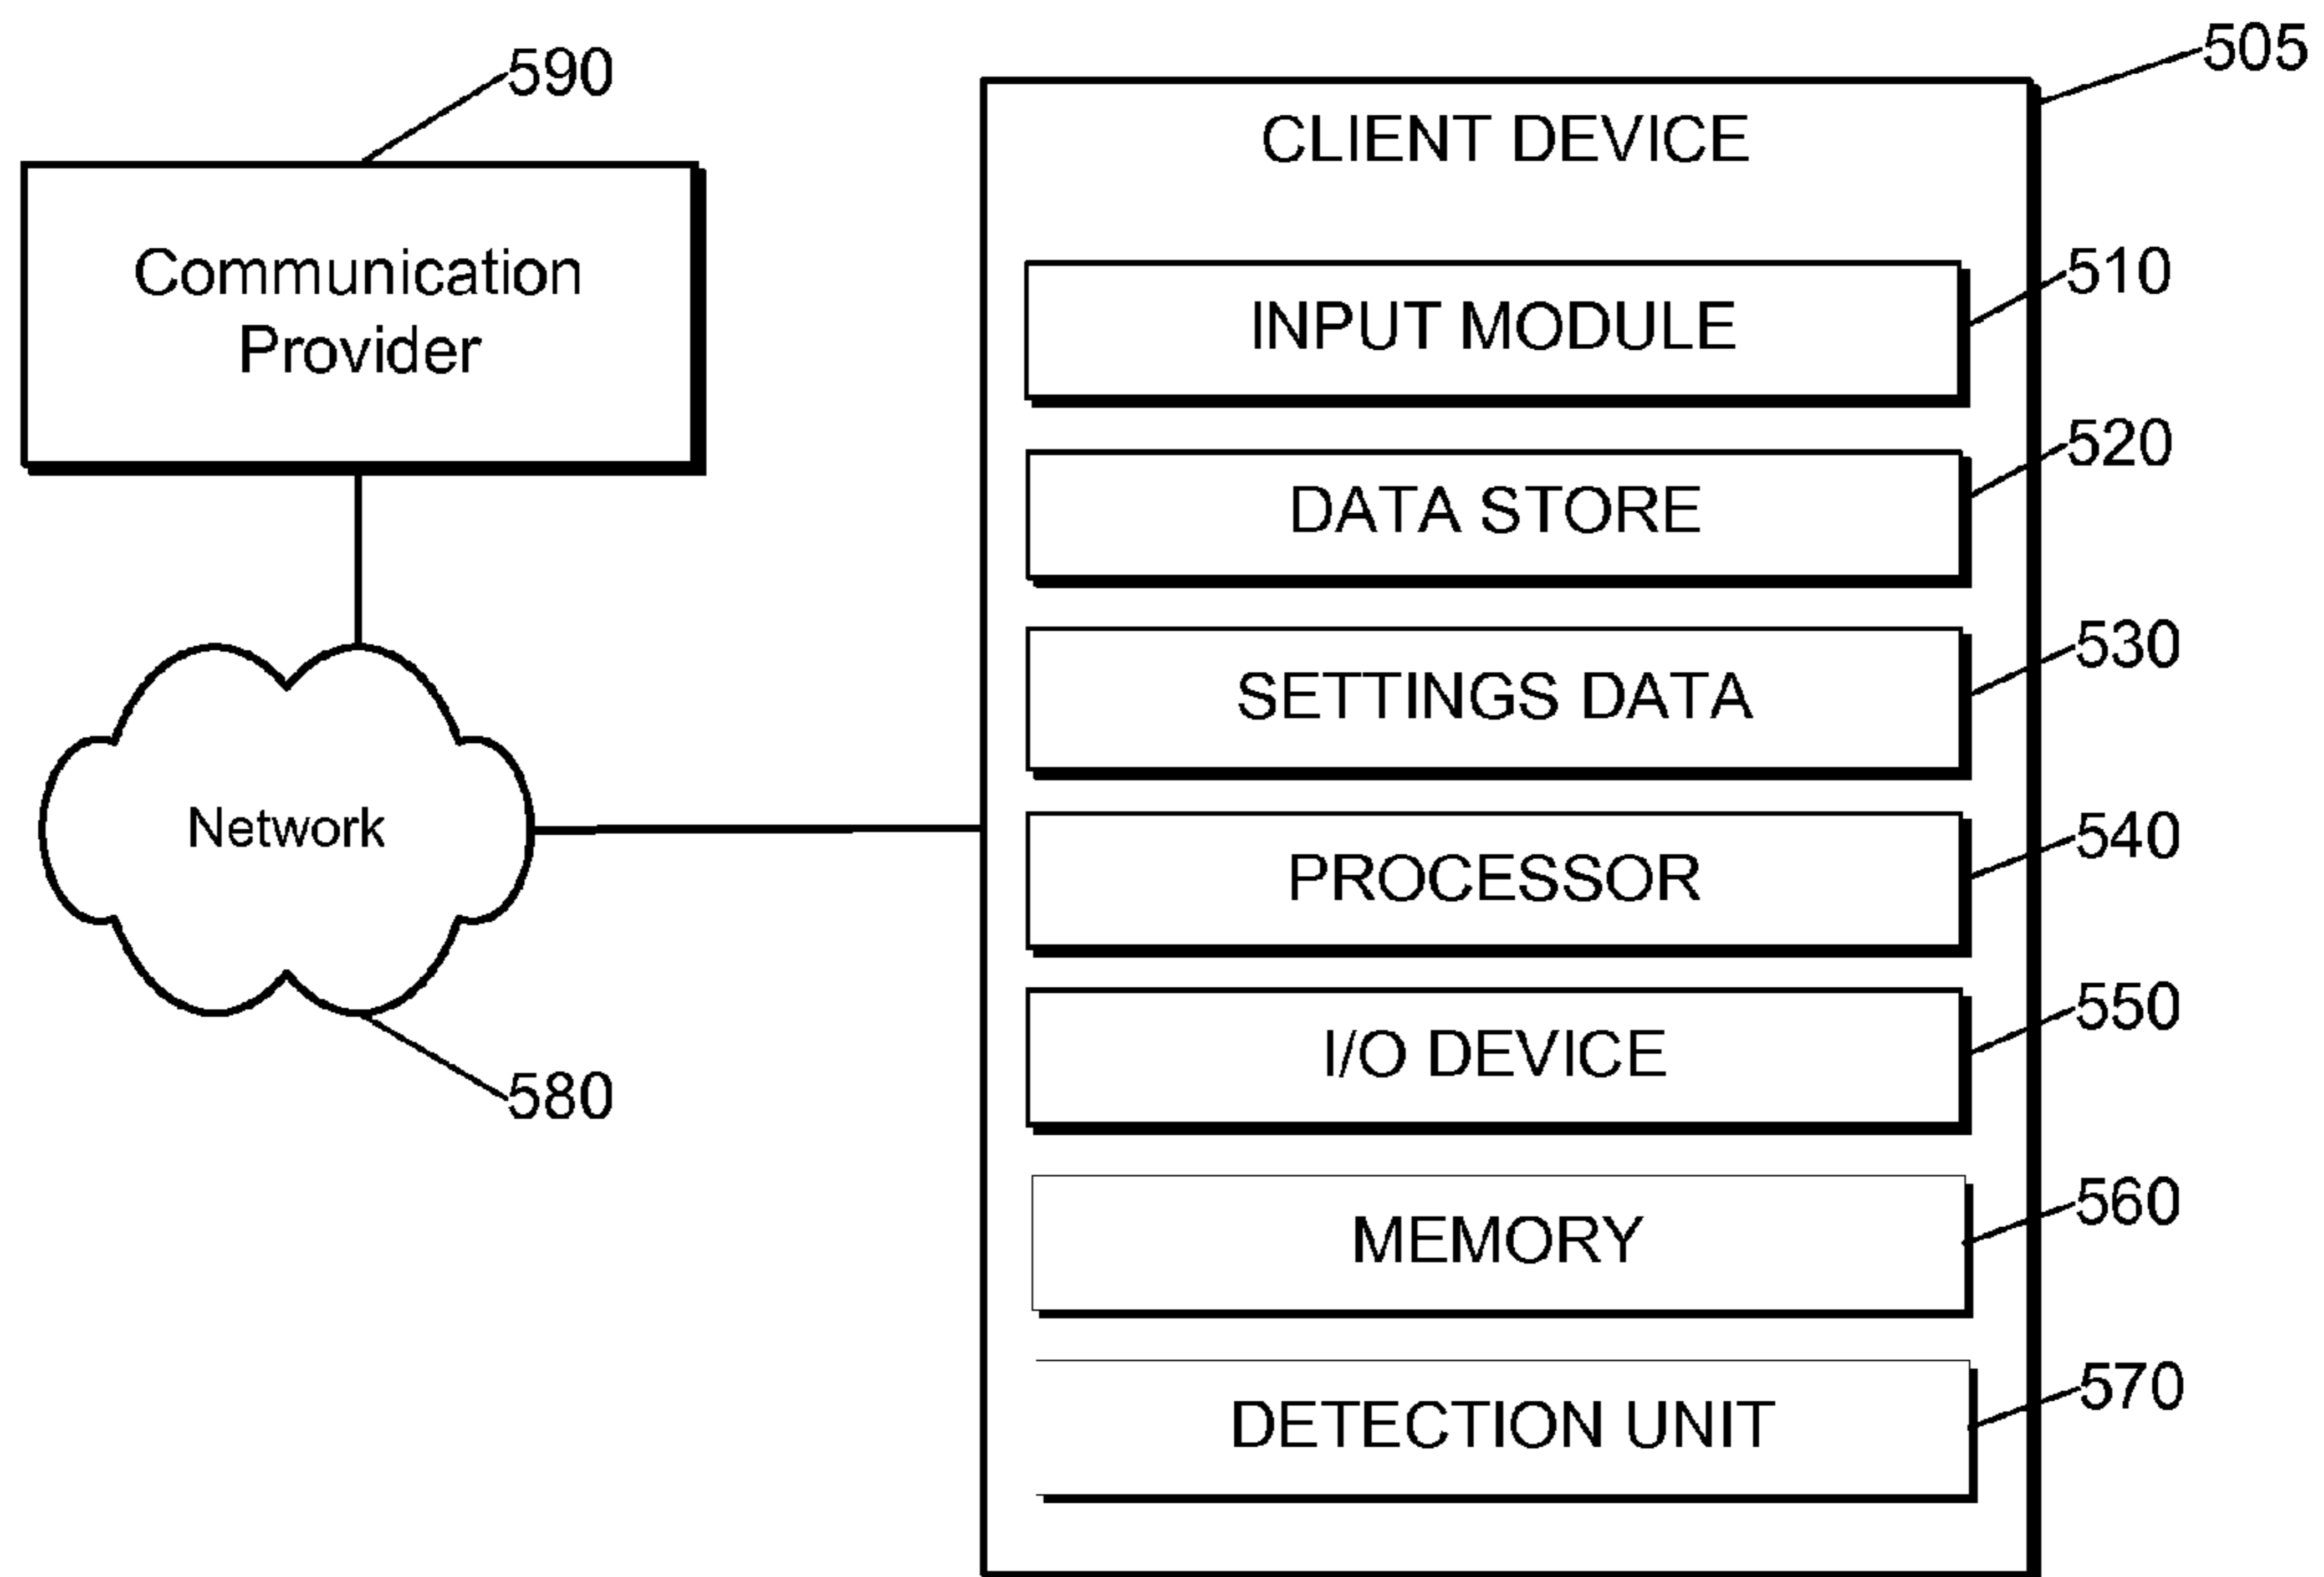 590
Communication
Provider
Network
580
505
CLIENT DEVICE
INPUT MODULE
510
DATA STORE
520
SETTINGS DATA
530
PROCESSOR
540
I/O DEVICE
550
MEMORY
560
DETECTION UNIT
570